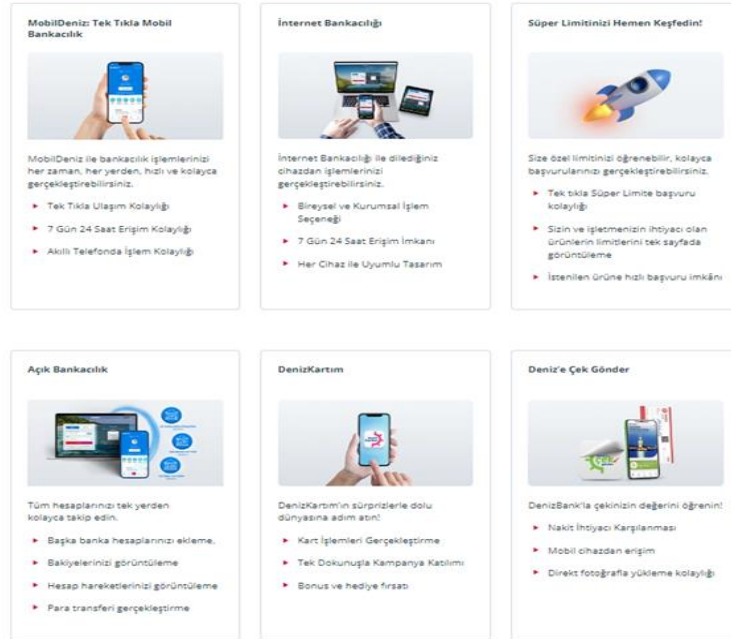 MobilDeniz: Tek Tıkla Mobil
Bankacılık
MobilDeniz ile bankacılık işlemlerinizi
her zaman, her yerden, hızlı ve kolayca
gerçekleştirebilirsiniz.
Tek Tıkla Ulaşım Kolaylığı
7 Gün 24 Saat Erişim Kolaylığı
Akıllı Telefonda İşlem Kolaylığı
İnternet Bankacılığı
İnternet Bankacılığı ile dilediğiniz
cihazdan işlemlerinizi
gerçekleştirebilirsiniz.
Bireysel ve Kurumsal İşlem
Seçeneği
7 Gün 24 Saat Erişim İmkanı
Her Cihaz ile Uyumlu Tasarım
Süper Limitinizi Hemen Keşfedin!
Size özel limitinizi öğrenebilir, kolayca
başvurularınızı gerçekleştirebilirsiniz.
Tek tıkla Süper Limite başvuru
kolaylığı
Sizin ve işletmenizin ihtiyacı olan
ürünlerin limitlerini tek sayfada
görüntüleme
İstenilen ürüne hızlı başvuru imkânı
Açık Bankacılık
Tüm hesaplarınızı tek yerden
kolayca takip edin.
Başka banka hesaplarınızı ekleme,
Bakiyelerinizi görüntüleme
Hesap hareketlerinizi görüntüleme
Para transferi gerçekleştirme
DenizKartım
DenizKartım'ın sürprizlerle dolu
dünyasına adım atın!
Kart İşlemleri Gerçekleştirme
Tek Dokunuşla Kampanya Katılımı
Bonus ve hediye fırsatı
Deniz'e Çek Gönder
DenizBank'la çekinizin değerini öğrenin!
Nakit İhtiyacı Karşılanması
Mobil cihazdan erişim
Direkt fotoğrafla yükleme kolaylığı